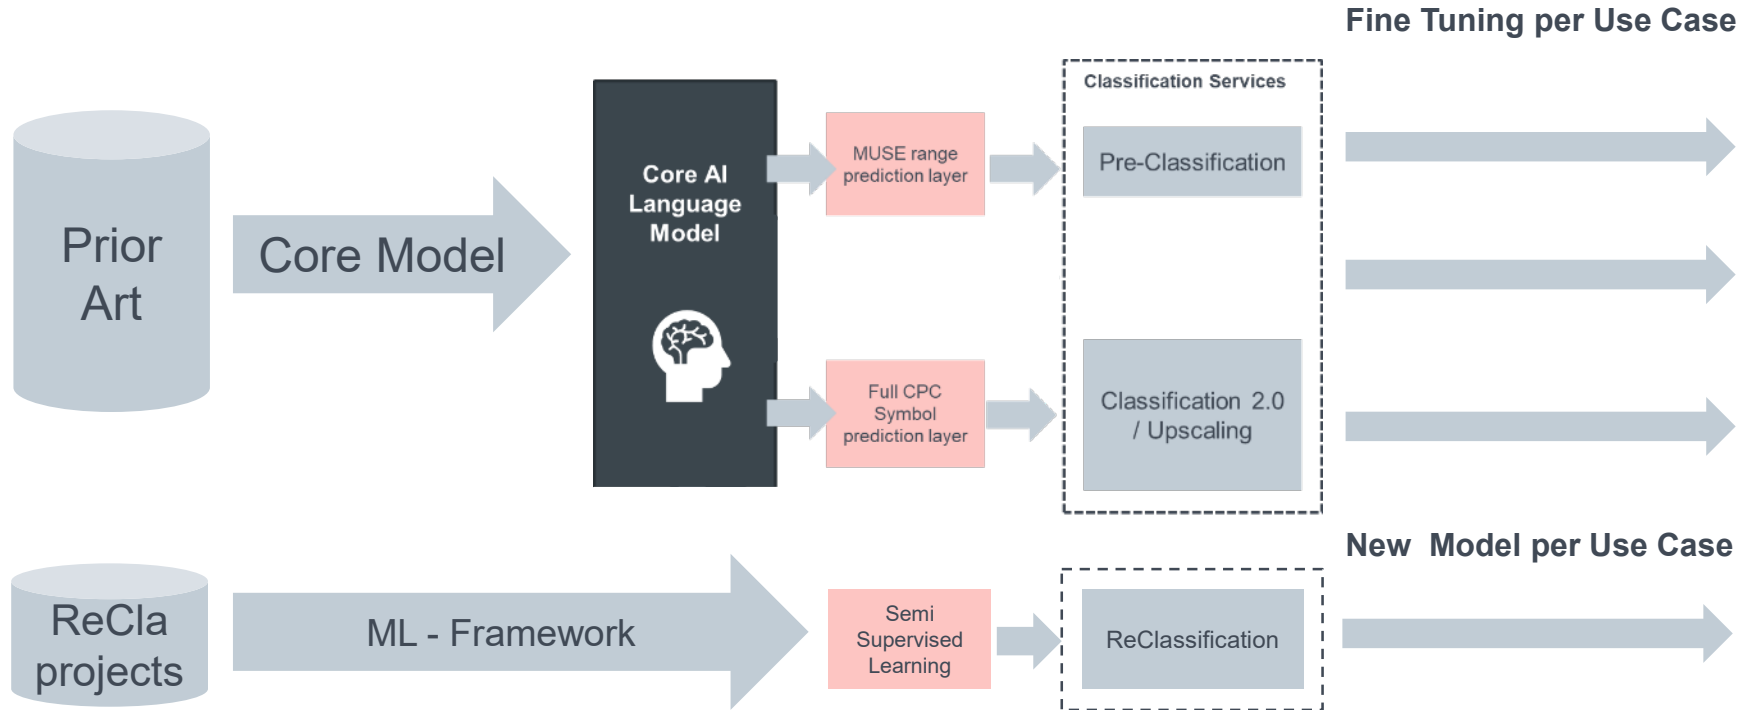 Fine Tuning per Use Case
Prior
Art
Core Model
Core AI
Language
Model
MUSE range
prediction layer
Full CPC
Symbol
prediction layer
Classification Services
Pre-Classification
Classification 2.0
/ Upscaling
New Model per Use Case
ReCla
projects
ML - Framework
Semi
Supervised
Learning
ReClassification